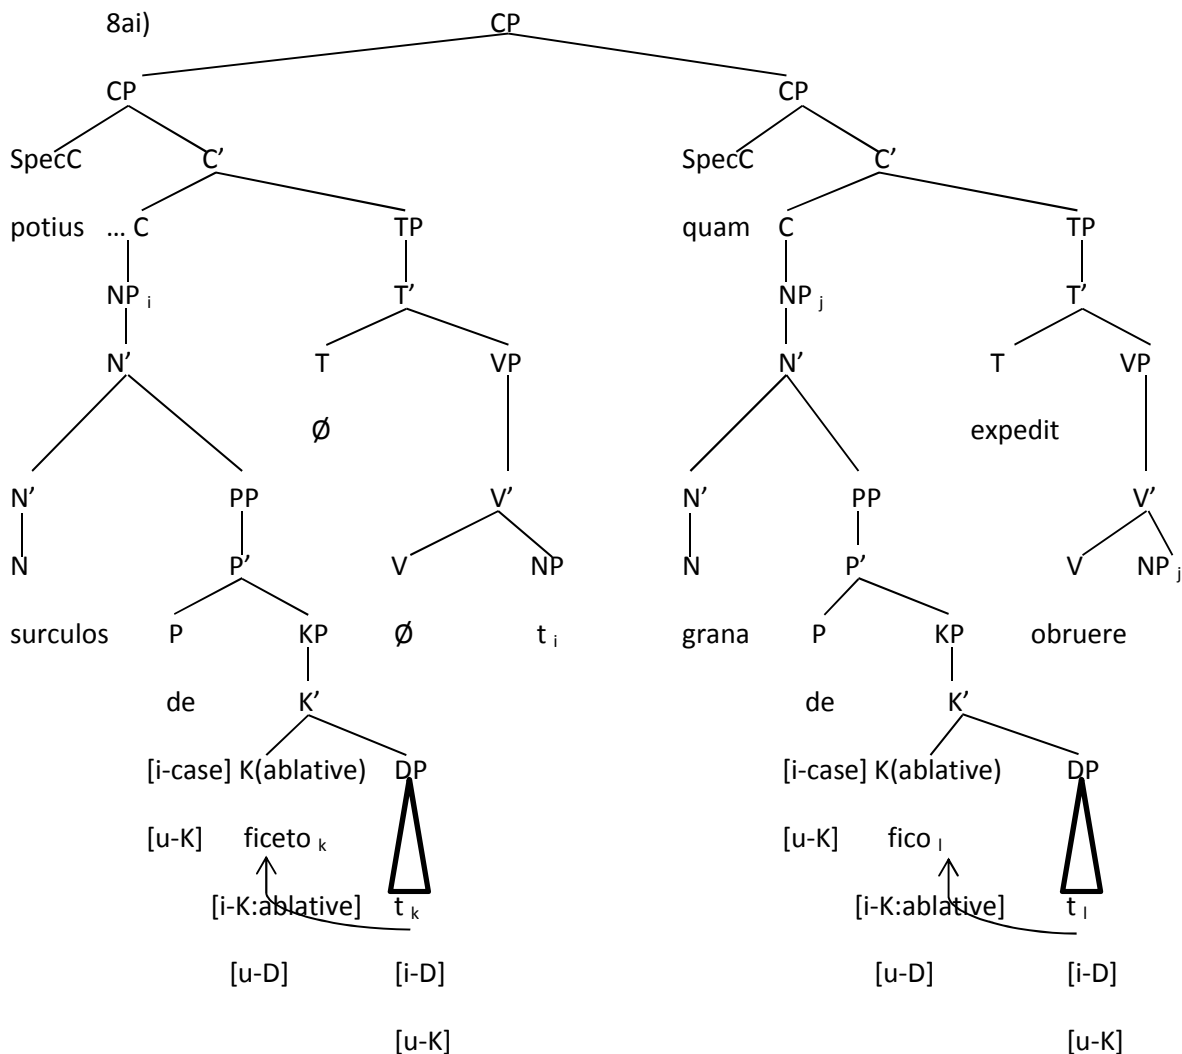 8ai) CP
CP CP
SpecC C’ SpecC C’
potius ... C TP quam C TP
NP i T’ NP j T’
N’ T VP N’ T VP
Ø expedit
N’ PP V’ N’ PP V’
N P’ V NP N P’ V NP j
surculos P KP Ø t i grana P KP obruere
de K’ de K’
[i-case] K(ablative) DP [i-case] K(ablative) DP
[u-K] ficeto k [u-K] fico l
[i-K:ablative] t k [i-K:ablative] t l
[u-D] [i-D] [u-D] [i-D]
[u-K] [u-K]